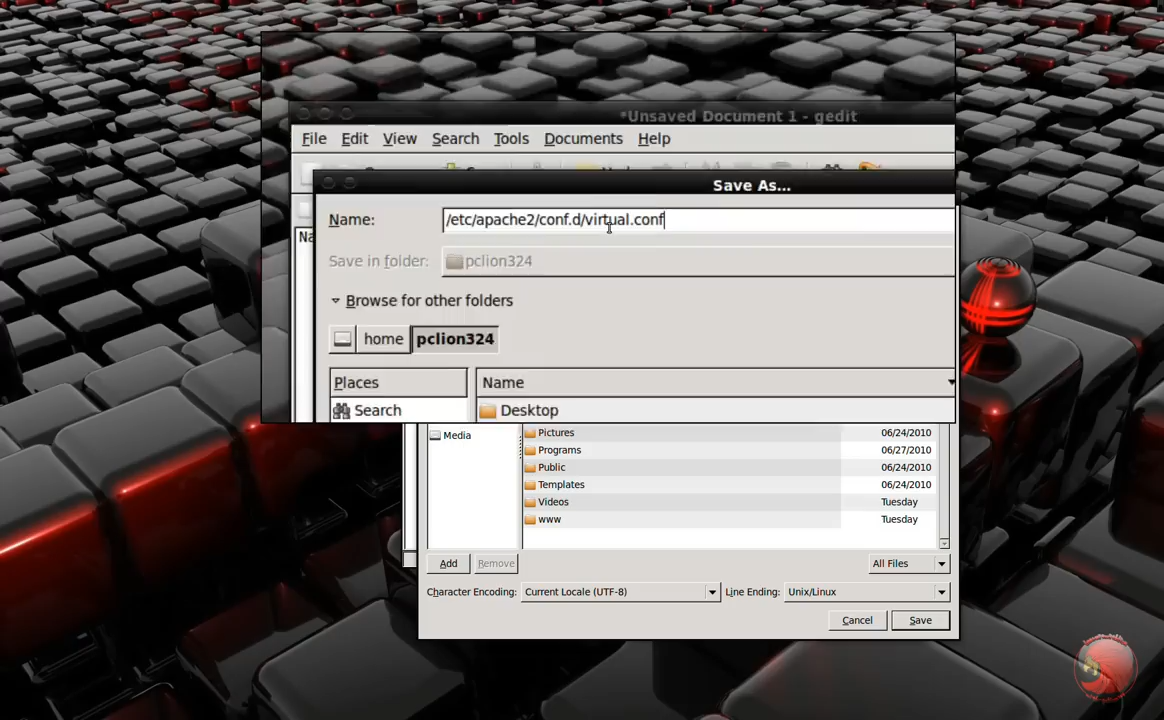 *Unsaved Document 1 - gedit
File Edit View Search Tools Documents Help
Save As...
Name: /etc/apache2/conf.d/virtual.conf
Save in folder: pclion324
Browse for other folders
home pclion324
Places Name
Search Desktop
Media Pictures 06/24/2010
Programs 06/27/2010
Public 06/24/2010
Templates 06/24/2010
Videos Tuesday
www Tuesday
Add Remove All Files
Character Encoding: Current Locale (UTF-8) Line Ending: Unix/Linux
Cancel Save